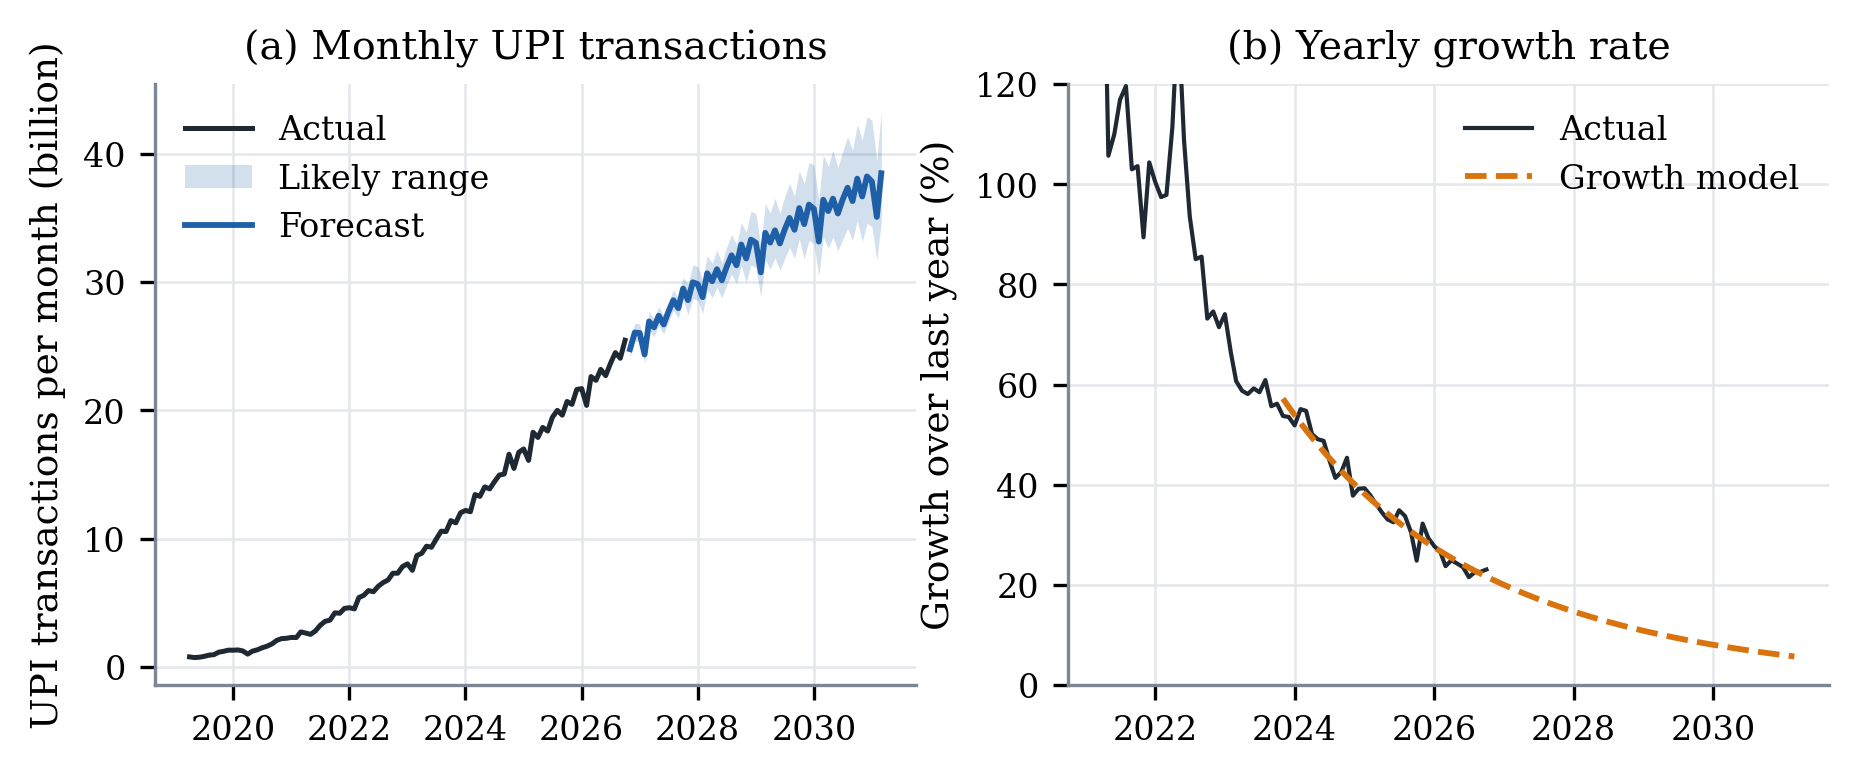 (a) Monthly UPI transactions
UPI transactions per month (billion)
40
30
20
10
0
Actual
Likely range
Forecast
2020 2022 2024 2026 2028 2030
(b) Yearly growth rate
Growth over last year (%)
120
100
80
60
40
20
0
Actual
Growth model
2022 2024 2026 2028 2030